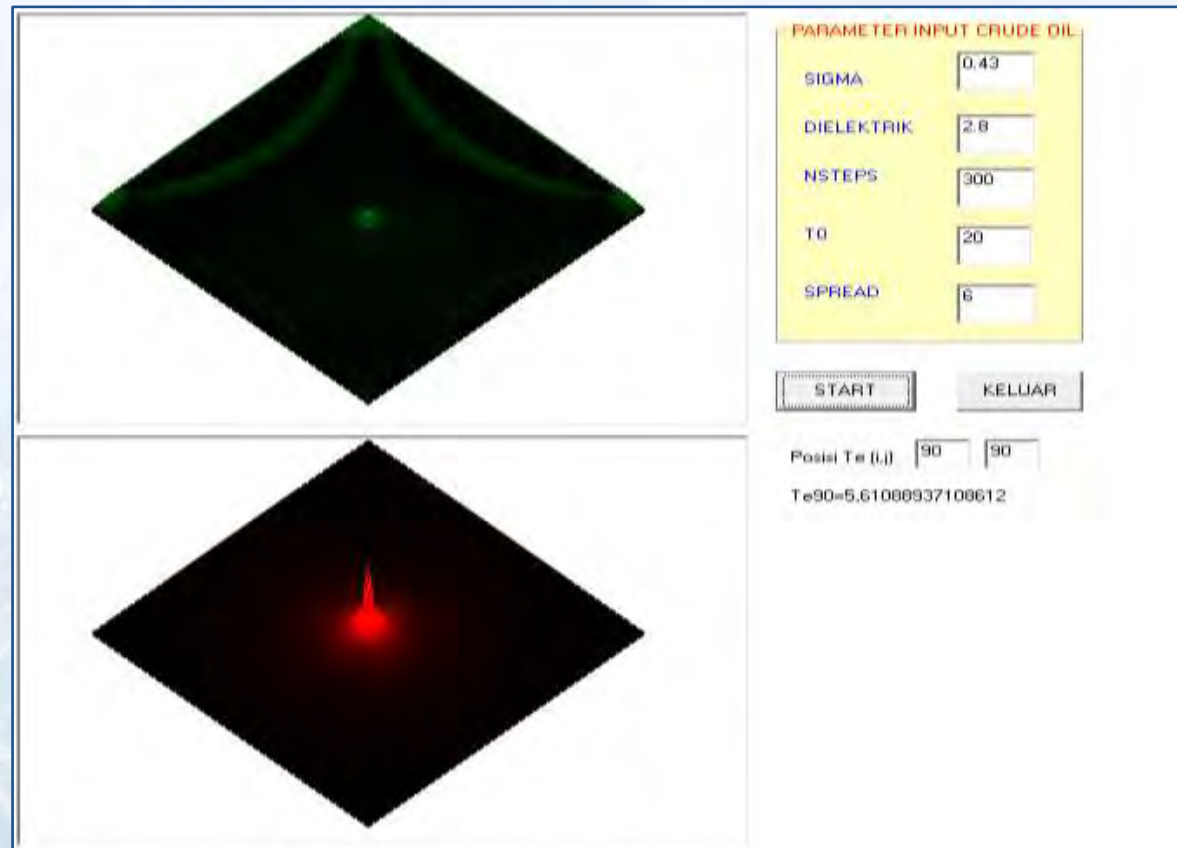 PARAMETER INPUT CRUDE OIL
SIGMA 0.43
DIELEKTRIK 2.8
NSTEPS 300
T0 20
SPREAD 6
START KELUAR
Posisi Te (i,j) 90 90
Te90=5,61088937108612